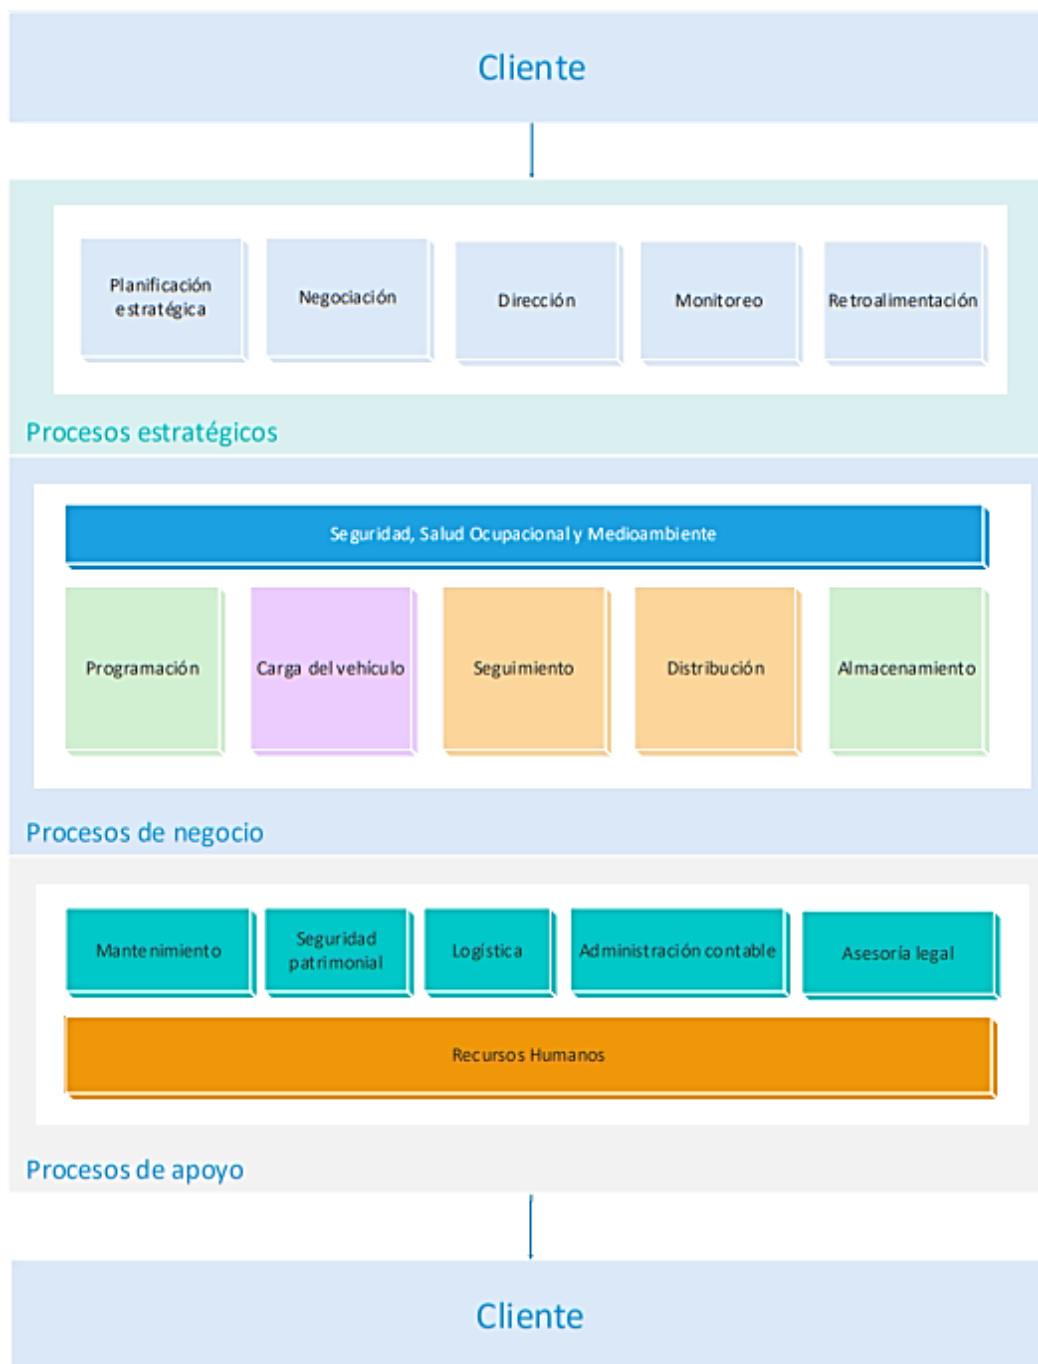 Cliente
Planificación
estratégica
Negociación
Dirección
Monitoreo
Retroalimentación
Procesos estratégicos
Seguridad, Salud Ocupacional y Medioambiente
Programación
Carga del vehículo
Seguimiento
Distribución
Almacenamiento
Procesos de negocio
Mantenimiento
Seguridad
patrimonial
Logística
Administración contable
Asesoría legal
Recursos Humanos
Procesos de apoyo
Cliente